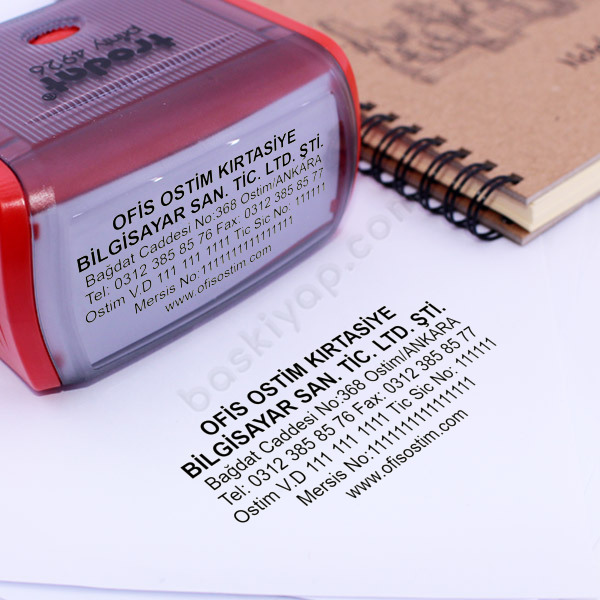 trodat®
Printy 4926
OFİS OSTİM KIRTASİYE
BİLGİSAYAR SAN. TİC. LTD. ŞTİ.
Bağdat Caddesi No:368 Ostim/ANKARA
Tel: 0312 385 85 76 Fax: 0312 385 85 77
Ostim V.D 111 111 1111 Tic Sic No: 111111
Mersis No:1111111111111111
www.ofisostim.com
baskiyap.com
OFİS OSTİM KIRTASİYE
BİLGİSAYAR SAN. TİC. LTD. ŞTİ.
Bağdat Caddesi No:368 Ostim/ANKARA
Tel: 0312 385 85 76 Fax: 0312 385 85 77
Ostim V.D 111 111 1111 Tic Sic No: 111111
Mersis No:1111111111111111
www.ofisostim.com